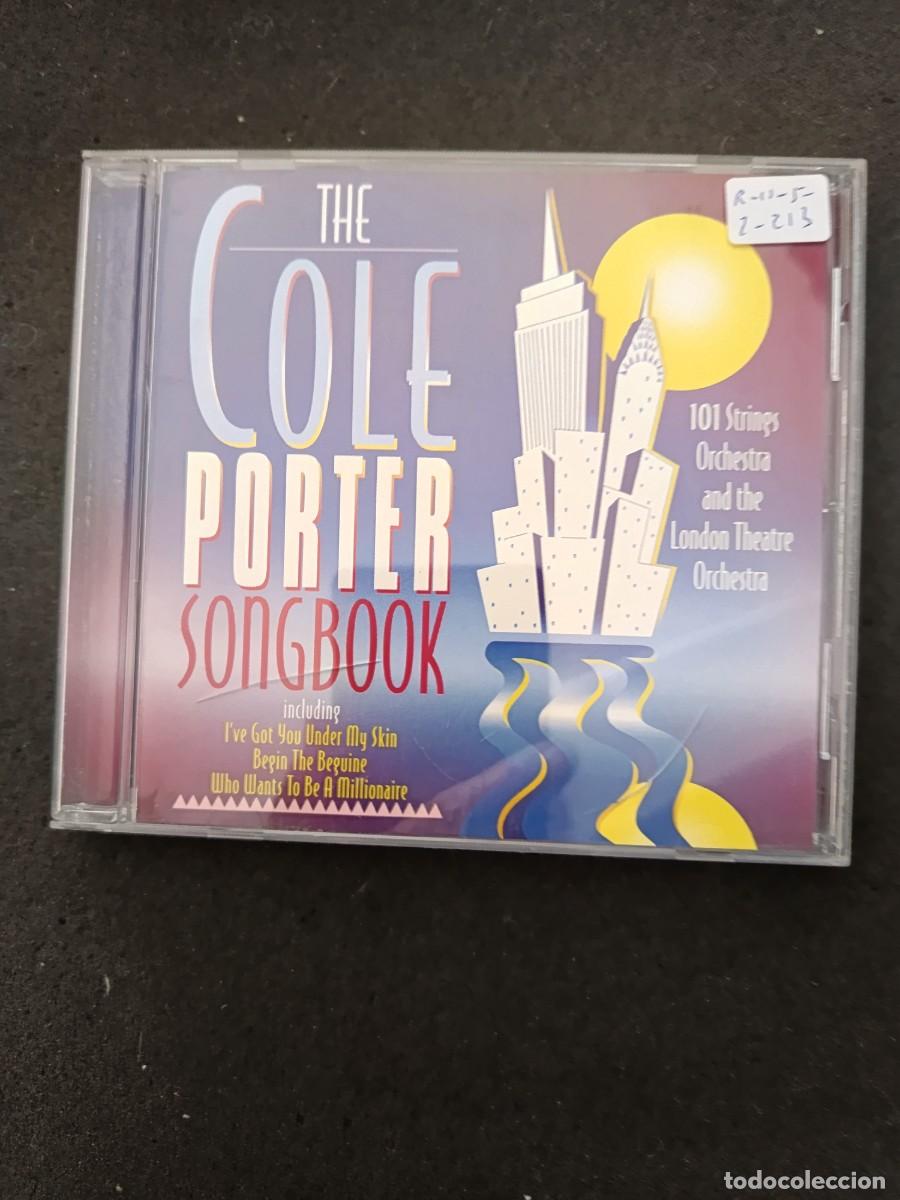 THE
COLE
PORTER
SONGBOOK
including
I've Got You Under My Skin
Begin The Beguine
Who Wants To Be A Millionaire
R-10-5-
2-213
101 Strings
Orchestra
and the
London Theatre
Orchestra
todocoleccion